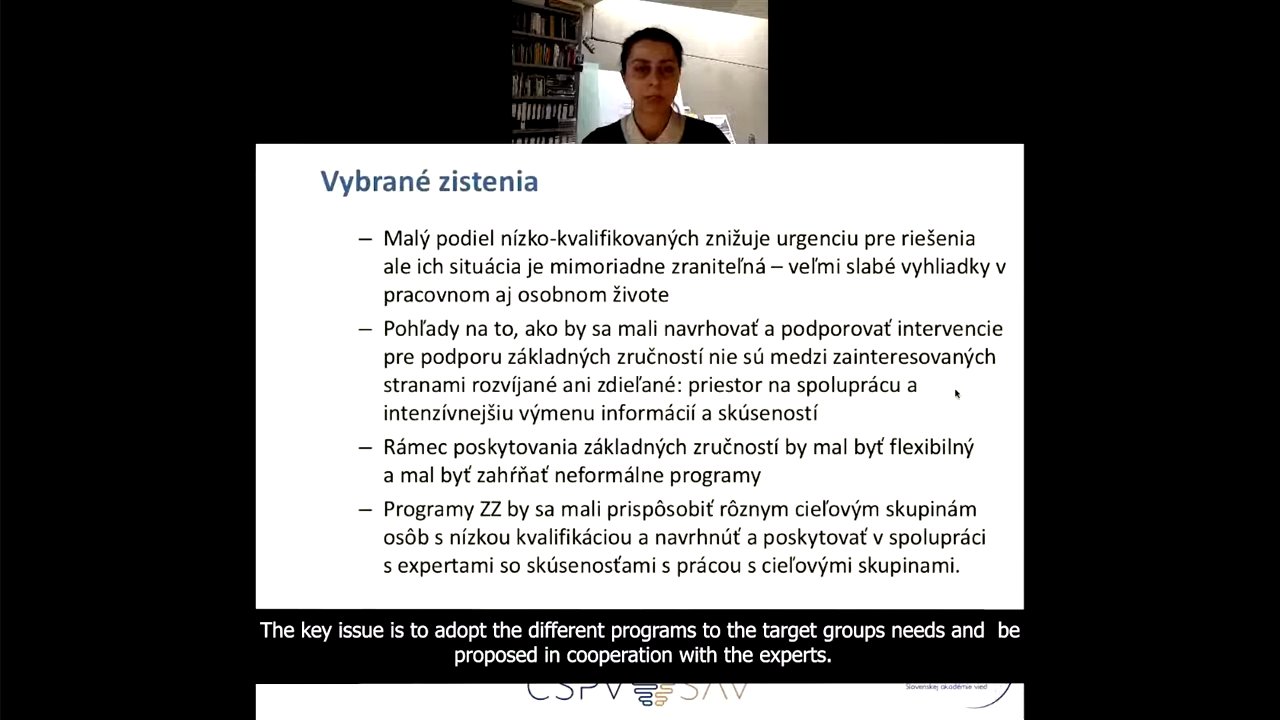 Vybrané zistenia
– Malý podiel nízko-kvalifikovaných znižuje urgenciu pre riešenia
ale ich situácia je mimoriadne zraniteľná – veľmi slabé vyhliadky v
pracovnom aj osobnom živote
– Pohľady na to, ako by sa mali navrhovať a podporovať intervencie
pre podporu základných zručností nie sú medzi zainteresovaných
stranami rozvíjané ani zdieľané: priestor na spoluprácu a
intenzívnejšiu výmenu informácií a skúseností
– Rámec poskytovania základných zručností by mal byť flexibilný
a mal byť zahŕňať neformálne programy
– Programy ZZ by sa mali prispôsobiť rôznym cieľovým skupinám
osôb s nízkou kvalifikáciou a navrhnúť a poskytovať v spolupráci
s expertami so skúsenosťami s prácou s cieľovými skupinami.
The key issue is to adopt the different programs to the target groups needs and be
proposed in cooperation with the experts.
CSPV SAV
Slovenskej akadémie vied